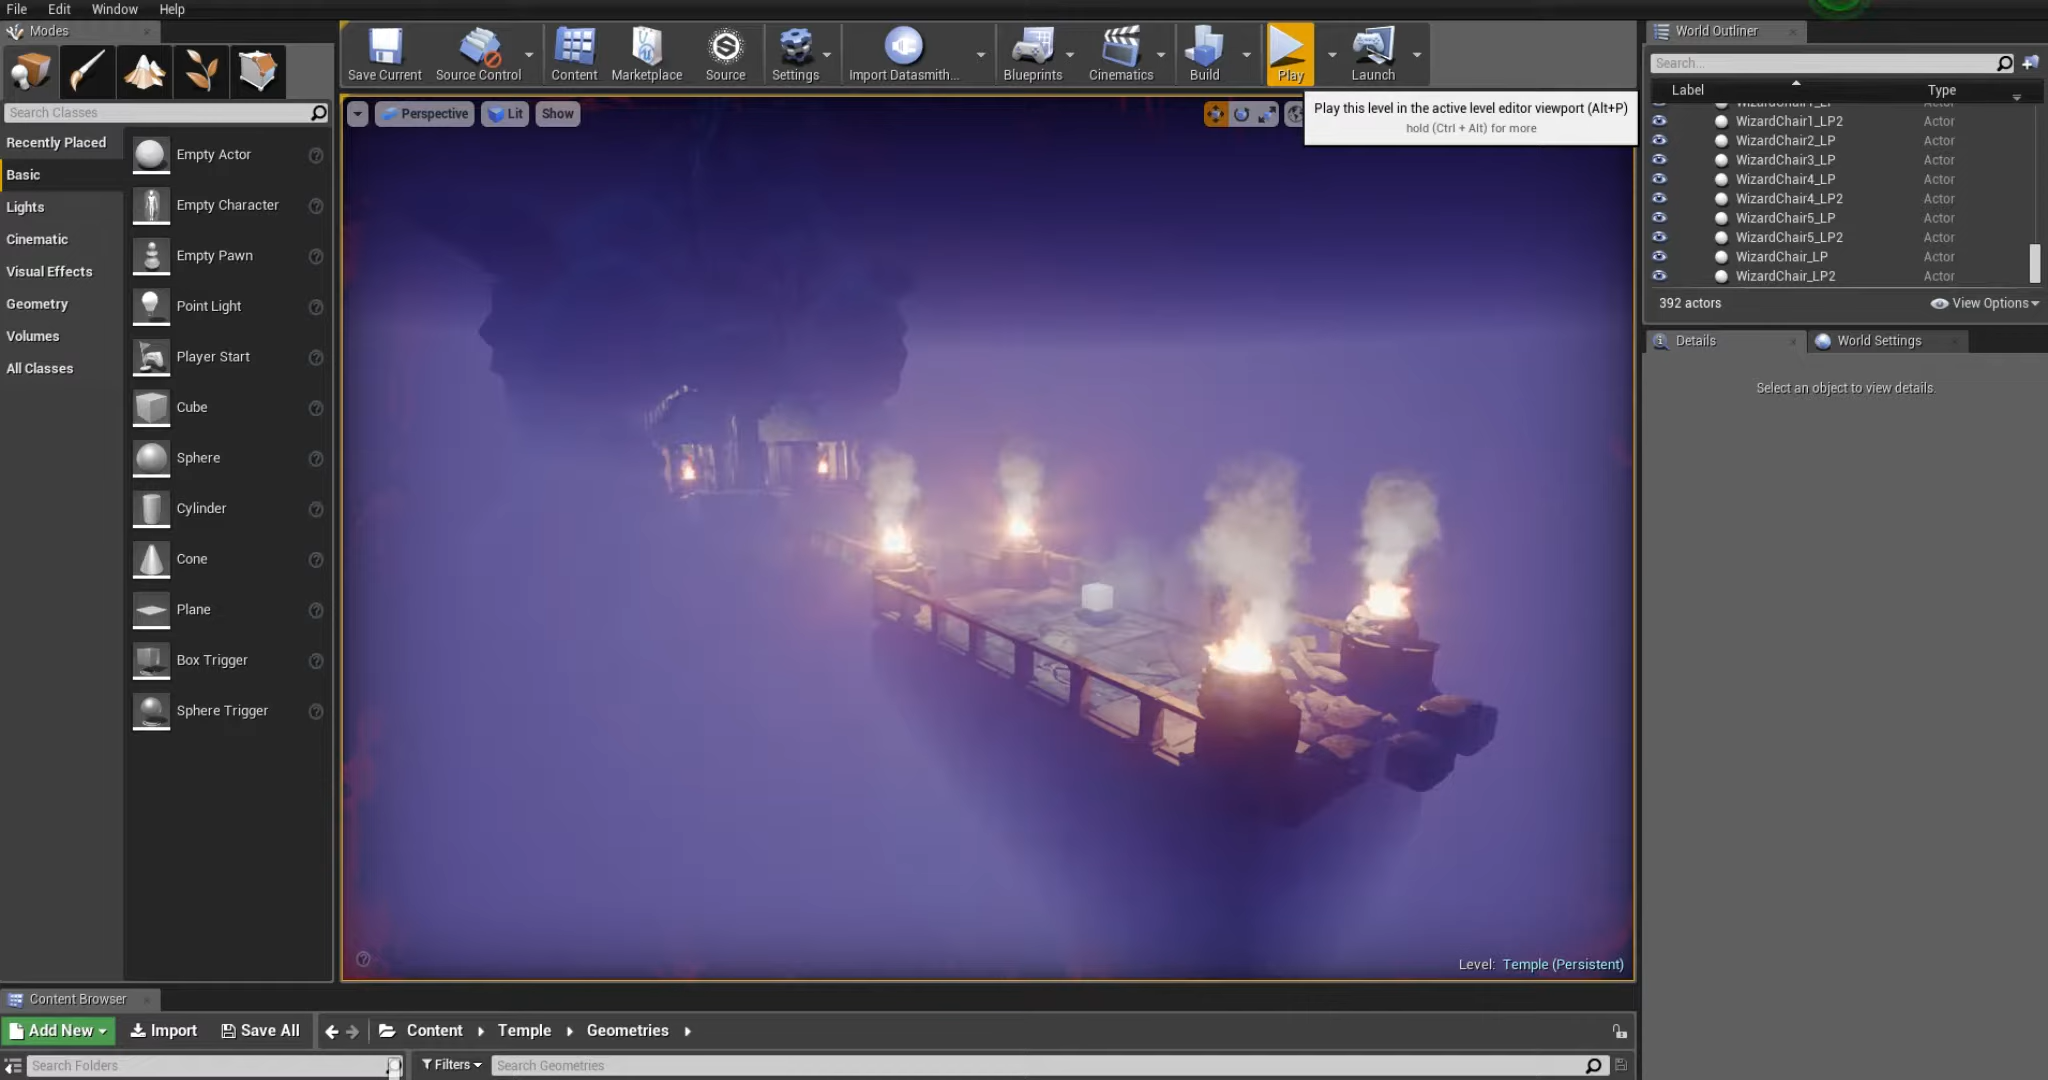 File Edit Window Help
Modes
Save Current
Source Control
Content
Marketplace
Source
Settings
Import Datasmith...
Blueprints
Cinematics
Build
Play
Launch
World Outliner
Search...
Label Type
Search Classes
Perspective Lit Show
Play this level in the active level editor viewport (Alt+P)
hold (Ctrl + Alt) for more
WizardChair1_LP2 Actor
WizardChair2_LP Actor
WizardChair3_LP Actor
WizardChair4_LP Actor
WizardChair4_LP2 Actor
WizardChair5_LP Actor
WizardChair5_LP2 Actor
WizardChair_LP Actor
WizardChair_LP2 Actor
392 actors View Options
Details World Settings
Select an object to view details.
Recently Placed
Basic
Lights
Cinematic
Visual Effects
Geometry
Volumes
All Classes
Empty Actor
Empty Character
Empty Pawn
Point Light
Player Start
Cube
Sphere
Cylinder
Cone
Plane
Box Trigger
Sphere Trigger
Level: Temple (Persistent)
Content Browser
Add New Import Save All Content Temple Geometries
Search Folders Filters Search Geometries